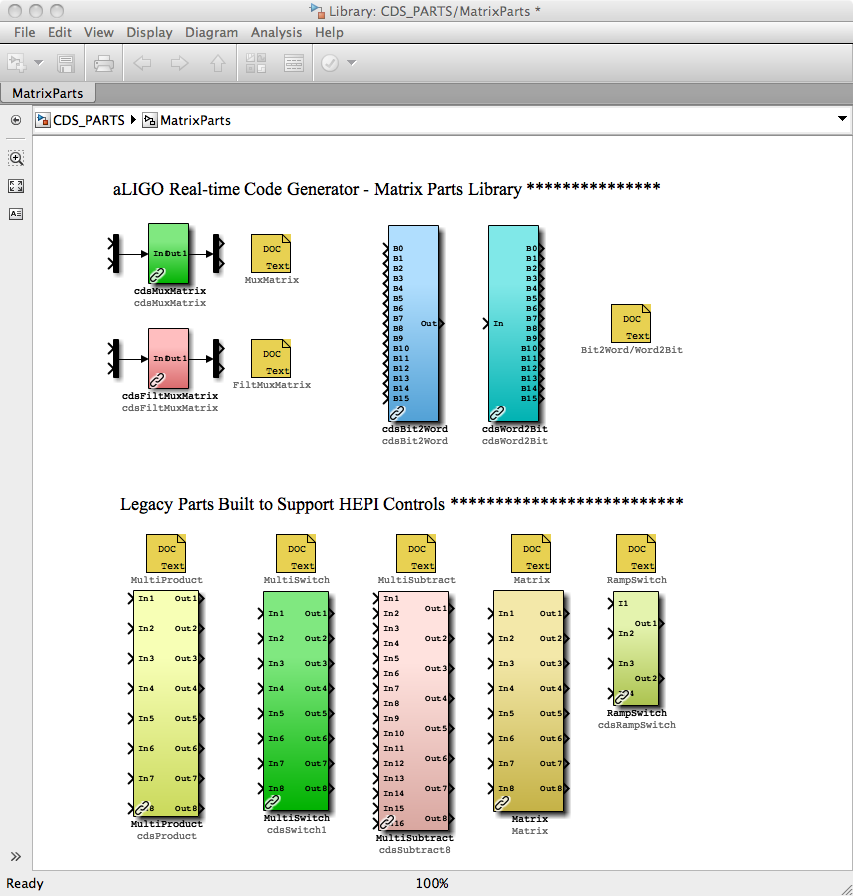 Library: CDS_PARTS/MatrixParts *
File Edit View Display Diagram Analysis Help
MatrixParts
CDS_PARTS MatrixParts
aLIGO Real-time Code Generator - Matrix Parts Library ***************
In1 Out1
cdsMuxMatrix
cdsMuxMatrix
DOC
Text
MuxMatrix
In1 Out1
cdsFiltMuxMatrix
cdsFiltMuxMatrix
DOC
Text
FiltMuxMatrix
B0
B1
B2
B3
B4
B5
B6
B7
B8
B9
B10
B11
B12
B13
B14
B15
Out
cdsBit2Word
cdsBit2Word
In
B0
B1
B2
B3
B4
B5
B6
B7
B8
B9
B10
B11
B12
B13
B14
B15
cdsWord2Bit
cdsWord2Bit
DOC
Text
Bit2Word/Word2Bit
Legacy Parts Built to Support HEPI Controls **************************
DOC
Text
MultiProduct
In1 Out1
In2 Out2
In3 Out3
In4 Out4
In5 Out5
In6 Out6
In7 Out7
8 Out8
MultiProduct
cdsProduct
DOC
Text
MultiSwitch
In1 Out1
In2 Out2
In3 Out3
In4 Out4
In5 Out5
In6 Out6
In7 Out7
In8 Out8
MultiSwitch
cdsSwitch1
DOC
Text
MultiSubtract
In1
In2
In3
In4
In5
In6
In7
In8
In9
In10
In11
In12
In13
In14
In15
16
Out1
Out2
Out3
Out4
Out5
Out6
Out7
Out8
MultiSubtract
cdsSubtract8
DOC
Text
Matrix
In1 Out1
In2 Out2
In3 Out3
In4 Out4
In5 Out5
In6 Out6
In7 Out7
In8 Out8
Matrix
Matrix
DOC
Text
RampSwitch
I1
In2
In3
4
Out1
Out2
RampSwitch
cdsRampSwitch
Ready 100%